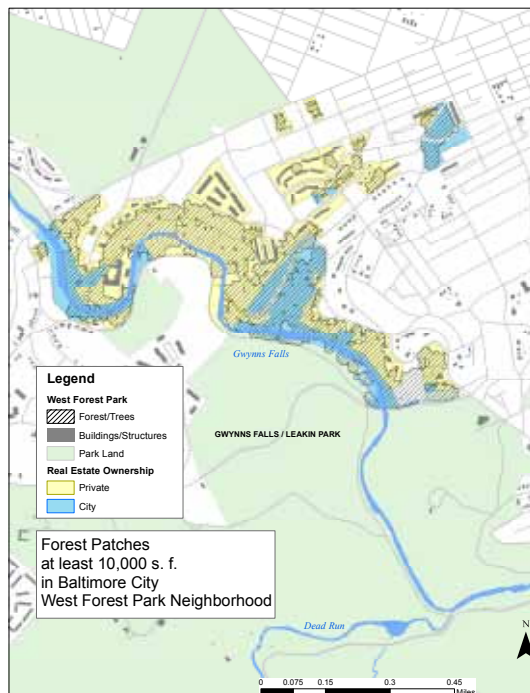 Gwynns Falls
Legend
West Forest Park
Forest/Trees
Buildings/Structures
Park Land
Real Estate Ownership
Private
City
GWYNNS FALLS / LEAKIN PARK
Forest Patches
at least 10,000 s. f.
in Baltimore City
West Forest Park Neighborhood
Dead Run
N
0 0.075 0.15 0.3 0.45
Miles